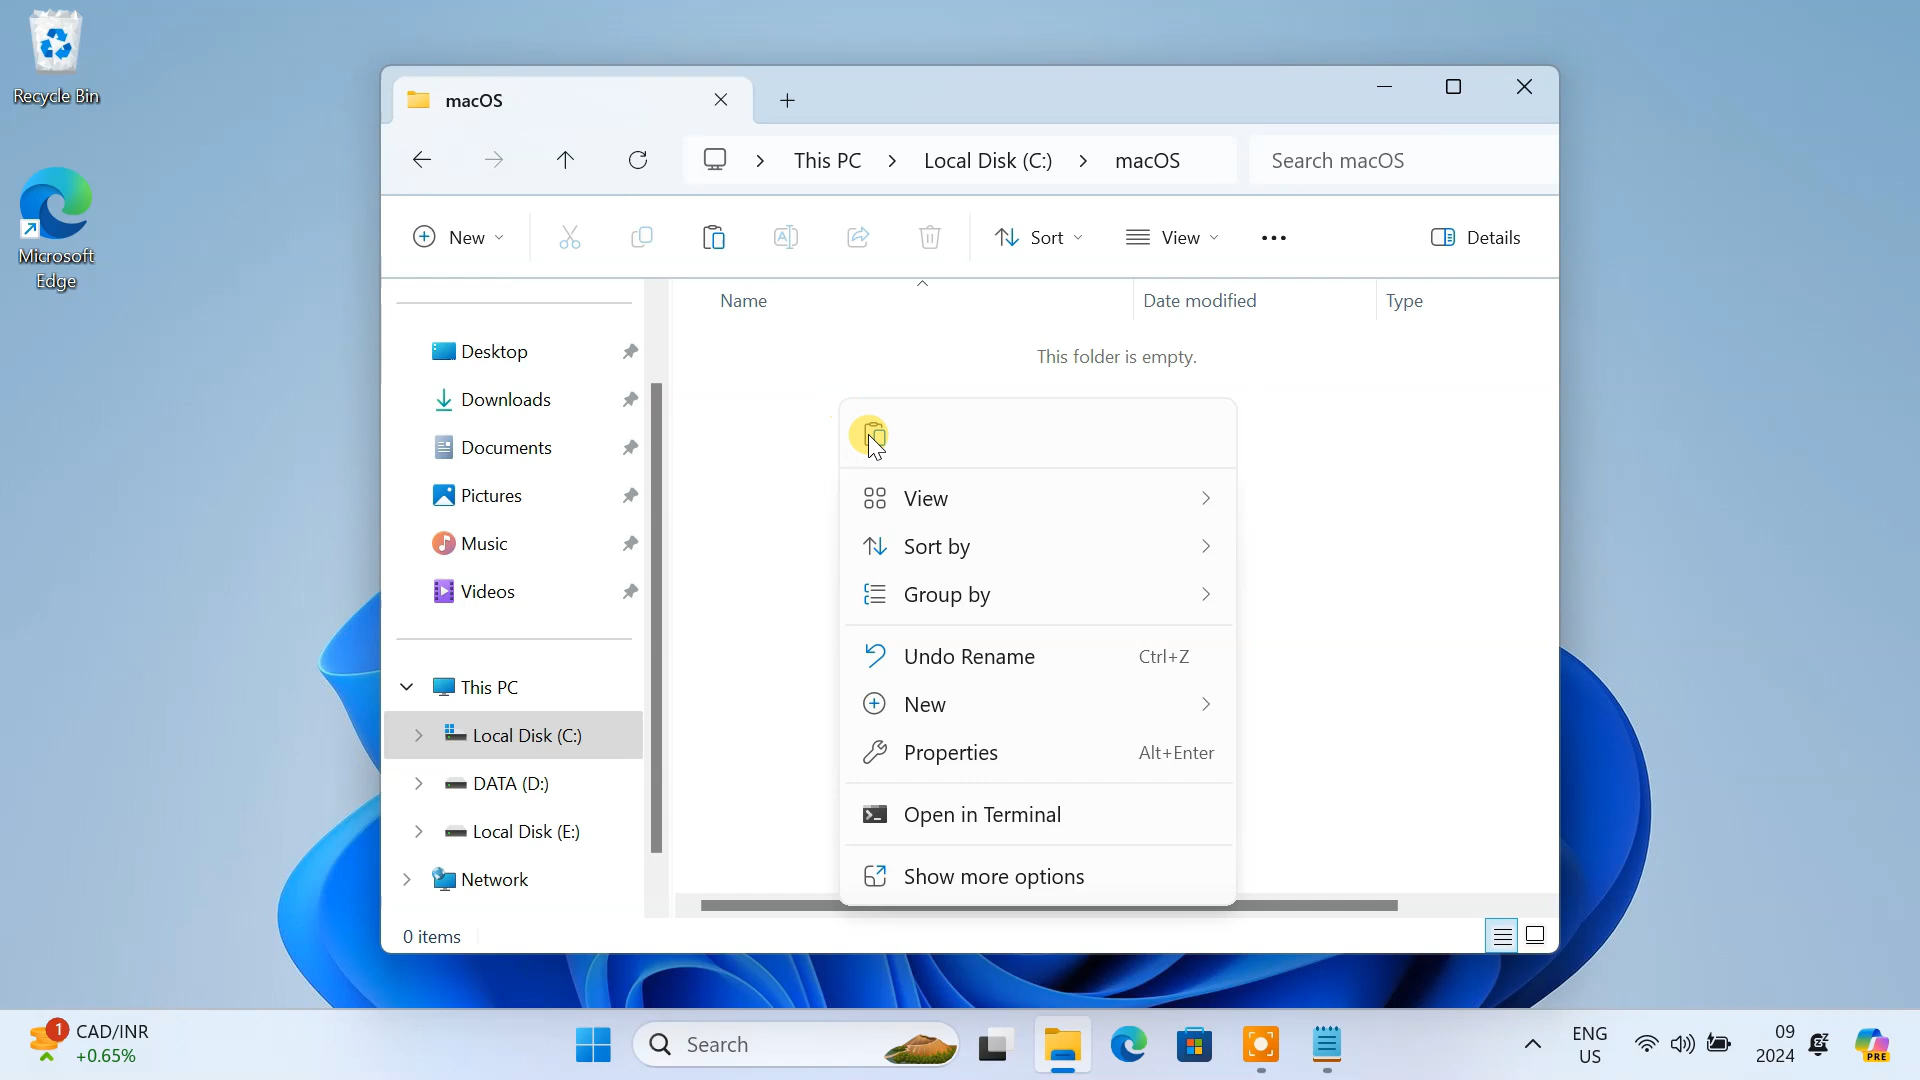 Recycle Bin
Microsoft
Edge
macOS
This PC
Local Disk (C:)
macOS
Search macOS
New
Sort
View
Details
Name
Date modified
Type
This folder is empty.
Desktop
Downloads
Documents
Pictures
Music
Videos
This PC
Local Disk (C:)
DATA (D:)
Local Disk (E:)
Network
View
Sort by
Group by
Undo Rename Ctrl+Z
New
Properties Alt+Enter
Open in Terminal
Show more options
0 items
1
CAD/INR
+0.65%
Search
ENG
US
09
2024
PRE